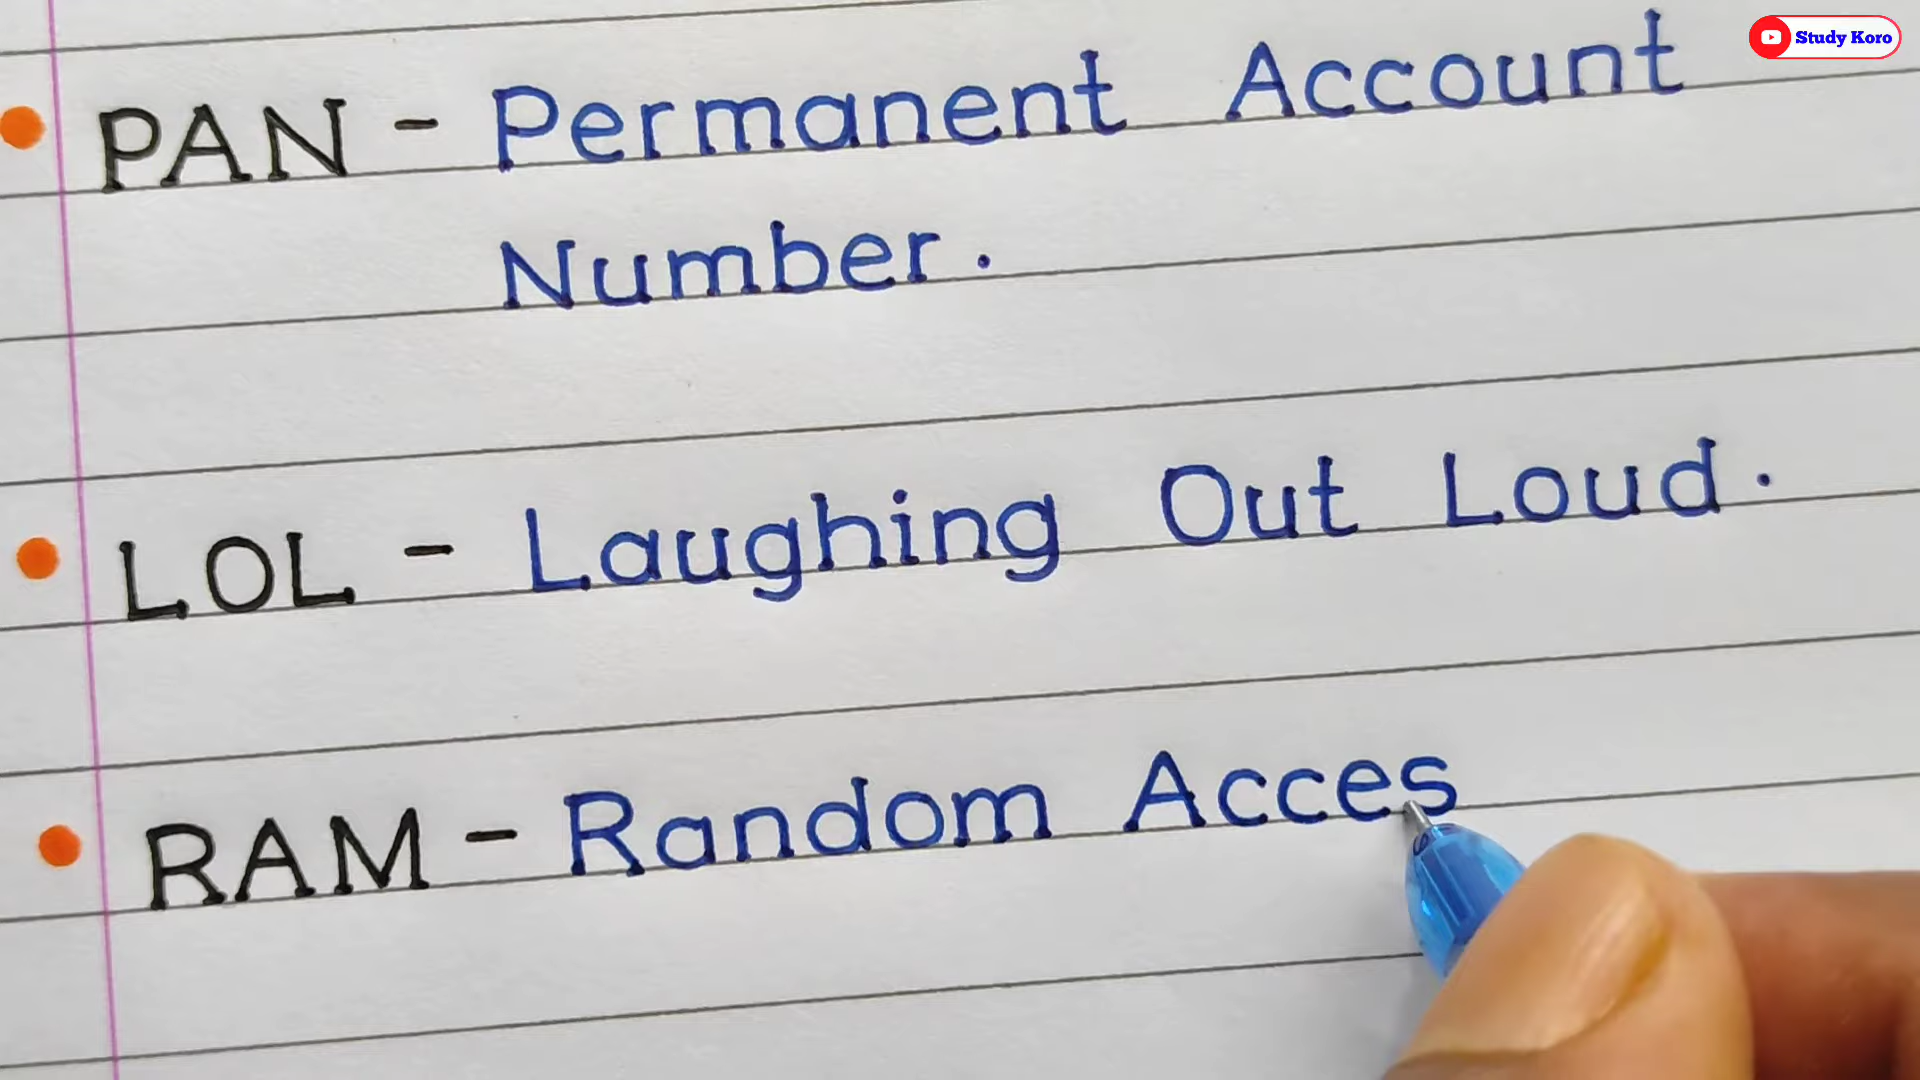 Study Koro
PAN - Permanent Account
Number.
LOL - Laughing Out Loud.
RAM - Random Acces